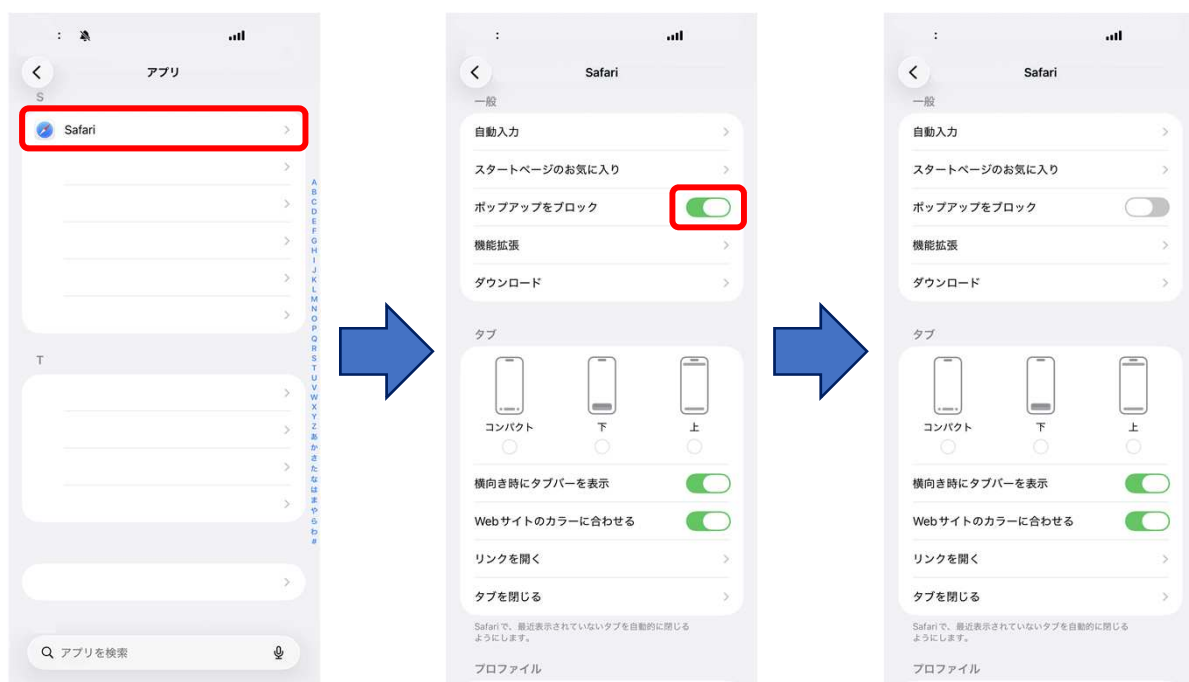 :
アプリ
S
Safari
A
B
C
D
E
F
G
H
I
J
K
L
M
N
O
P
Q
R
S
T
U
V
W
X
Y
Z
あ
か
さ
た
な
は
ま
や
ら
わ
#
T
アプリを検索
:
Safari
一般
自動入力
スタートページのお気に入り
ポップアップをブロック
機能拡張
ダウンロード
タブ
コンパクト
下
上
横向き時にタブバーを表示
Webサイトのカラーに合わせる
リンクを開く
タブを閉じる
Safariで、最近表示されていないタブを自動的に閉じる
ようにします。
プロファイル
:
Safari
一般
自動入力
スタートページのお気に入り
ポップアップをブロック
機能拡張
ダウンロード
タブ
コンパクト
下
上
横向き時にタブバーを表示
Webサイトのカラーに合わせる
リンクを開く
タブを閉じる
Safariで、最近表示されていないタブを自動的に閉じる
ようにします。
プロファイル